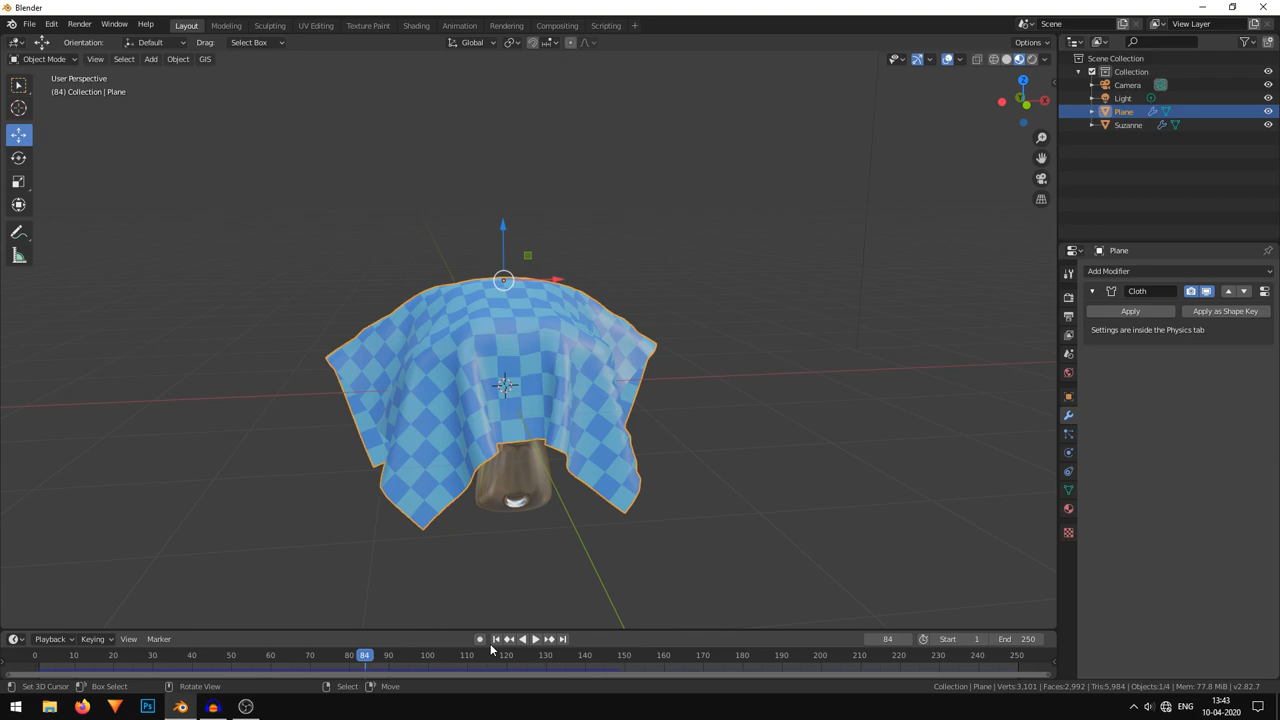 Blender
File Edit Render Window Help Layout Modeling Sculpting UV Editing Texture Paint Shading Animation Rendering Compositing Scripting + Scene View Layer
Orientation: Default Drag: Select Box Global Options
Object Mode View Select Add Object GIS
User Perspective
(84) Collection | Plane
Z
X
Y
Scene Collection
Collection
Camera
Light
Plane
Suzanne
Plane
Add Modifier
Cloth
Apply Apply as Shape Key
Settings are inside the Physics tab
Playback Keying View Marker 84 Start 1 End 250
0 10 20 30 40 50 60 70 84 90 100 110 120 130 140 150 160 170 180 190 200 210 220 230 240 250
Set 3D Cursor Box Select Rotate View Select Move Collection | Plane | Verts:3,101 | Faces:2,992 | Tris:5,984 | Objects:1/4 | Mem: 77.8 MiB | v2.82.7
Ps ENG 13:43
10-04-2020